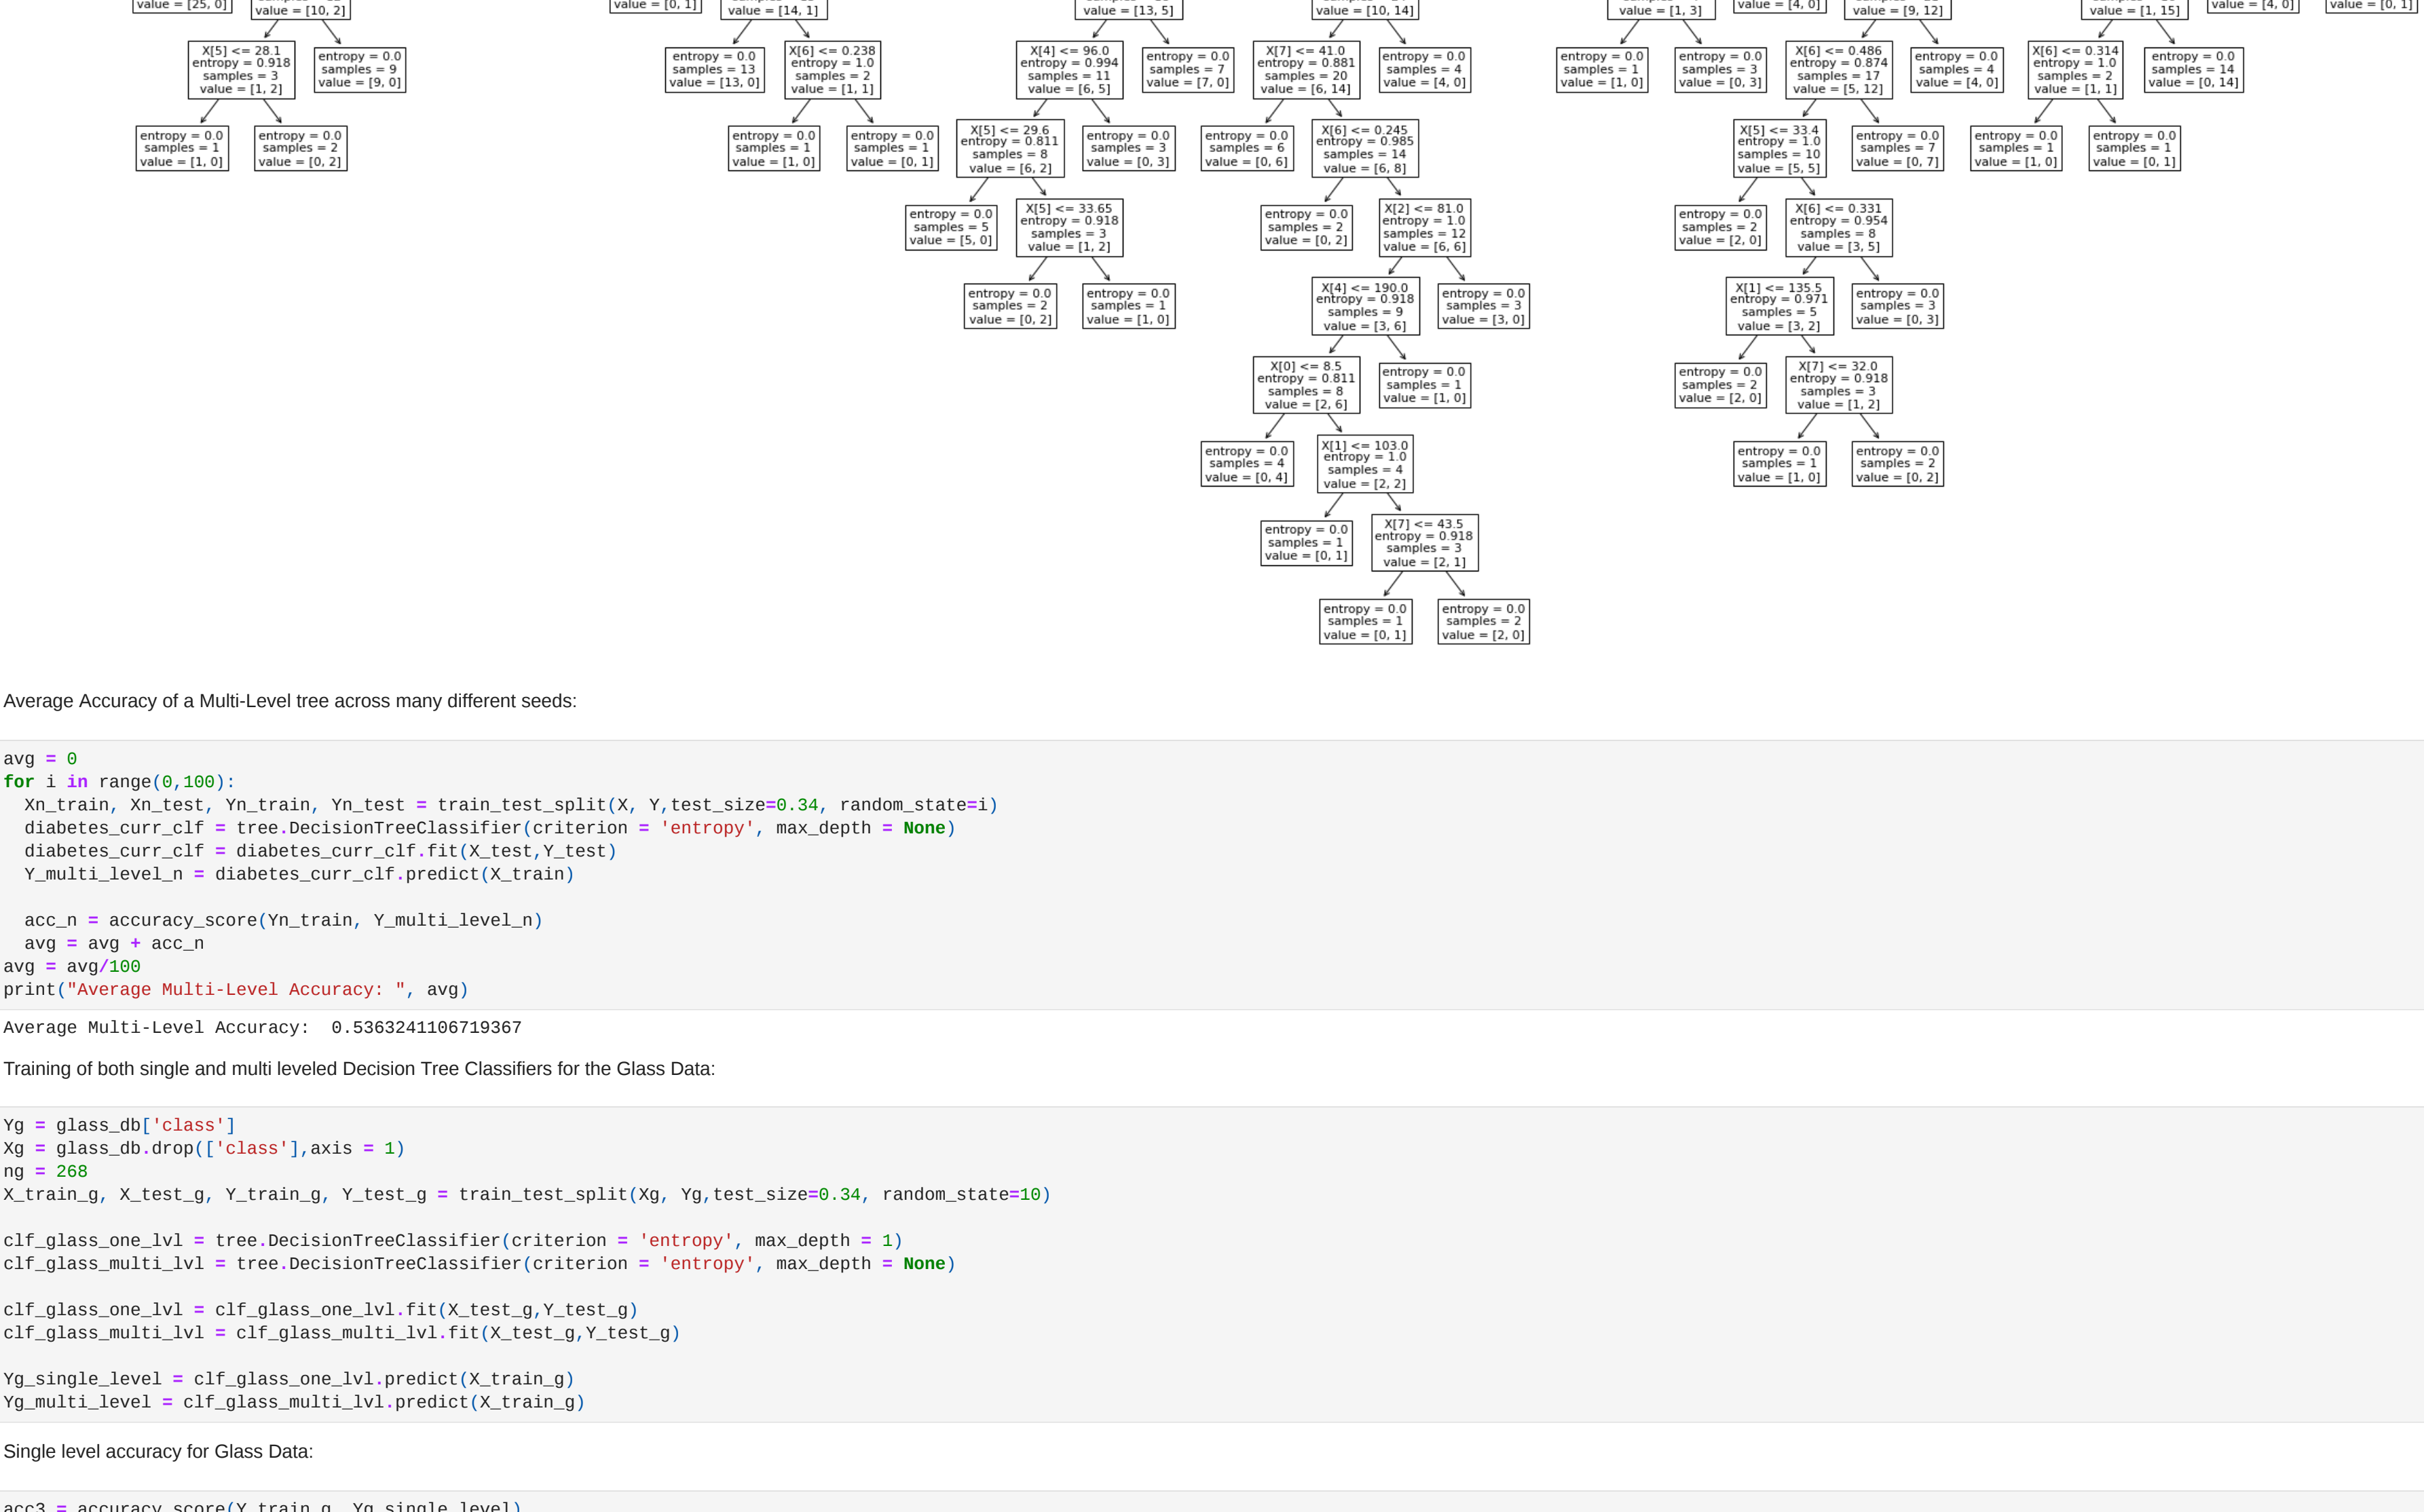 value = [25, 0]
value = [10, 2]
value = [0, 1]
value = [14, 1]
value = [13, 5]
value = [10, 14]
value = [1, 3]
value = [4, 0]
value = [9, 12]
value = [1, 15]
value = [4, 0]
value = [0, 1]
X[5] <= 28.1
entropy = 0.918
samples = 3
value = [1, 2]
entropy = 0.0
samples = 9
value = [9, 0]
entropy = 0.0
samples = 13
value = [13, 0]
X[6] <= 0.238
entropy = 1.0
samples = 2
value = [1, 1]
X[4] <= 96.0
entropy = 0.994
samples = 11
value = [6, 5]
entropy = 0.0
samples = 7
value = [7, 0]
X[7] <= 41.0
entropy = 0.881
samples = 20
value = [6, 14]
entropy = 0.0
samples = 4
value = [4, 0]
entropy = 0.0
samples = 1
value = [1, 0]
entropy = 0.0
samples = 3
value = [0, 3]
X[6] <= 0.486
entropy = 0.874
samples = 17
value = [5, 12]
entropy = 0.0
samples = 4
value = [4, 0]
X[6] <= 0.314
entropy = 1.0
samples = 2
value = [1, 1]
entropy = 0.0
samples = 14
value = [0, 14]
entropy = 0.0
samples = 1
value = [1, 0]
entropy = 0.0
samples = 2
value = [0, 2]
entropy = 0.0
samples = 1
value = [1, 0]
entropy = 0.0
samples = 1
value = [0, 1]
X[5] <= 29.6
entropy = 0.811
samples = 8
value = [6, 2]
entropy = 0.0
samples = 3
value = [0, 3]
entropy = 0.0
samples = 6
value = [0, 6]
X[6] <= 0.245
entropy = 0.985
samples = 14
value = [6, 8]
X[5] <= 33.4
entropy = 1.0
samples = 10
value = [5, 5]
entropy = 0.0
samples = 7
value = [0, 7]
entropy = 0.0
samples = 1
value = [1, 0]
entropy = 0.0
samples = 1
value = [0, 1]
entropy = 0.0
samples = 5
value = [5, 0]
X[5] <= 33.65
entropy = 0.918
samples = 3
value = [1, 2]
entropy = 0.0
samples = 2
value = [0, 2]
X[2] <= 81.0
entropy = 1.0
samples = 12
value = [6, 6]
entropy = 0.0
samples = 2
value = [2, 0]
X[6] <= 0.331
entropy = 0.954
samples = 8
value = [3, 5]
entropy = 0.0
samples = 2
value = [0, 2]
entropy = 0.0
samples = 1
value = [1, 0]
X[4] <= 190.0
entropy = 0.918
samples = 9
value = [3, 6]
entropy = 0.0
samples = 3
value = [3, 0]
X[1] <= 135.5
entropy = 0.971
samples = 5
value = [3, 2]
entropy = 0.0
samples = 3
value = [0, 3]
X[0] <= 8.5
entropy = 0.811
samples = 8
value = [2, 6]
entropy = 0.0
samples = 1
value = [1, 0]
entropy = 0.0
samples = 2
value = [2, 0]
X[7] <= 32.0
entropy = 0.918
samples = 3
value = [1, 2]
entropy = 0.0
samples = 4
value = [0, 4]
X[1] <= 103.0
entropy = 1.0
samples = 4
value = [2, 2]
entropy = 0.0
samples = 1
value = [1, 0]
entropy = 0.0
samples = 2
value = [0, 2]
entropy = 0.0
samples = 1
value = [0, 1]
X[7] <= 43.5
entropy = 0.918
samples = 3
value = [2, 1]
entropy = 0.0
samples = 1
value = [0, 1]
entropy = 0.0
samples = 2
value = [2, 0]
Average Accuracy of a Multi-Level tree across many different seeds:
avg = 0
for i in range(0,100):
  Xn_train, Xn_test, Yn_train, Yn_test = train_test_split(X, Y,test_size=0.34, random_state=i)
  diabetes_curr_clf = tree.DecisionTreeClassifier(criterion = 'entropy', max_depth = None)
  diabetes_curr_clf = diabetes_curr_clf.fit(X_test,Y_test)
  Y_multi_level_n = diabetes_curr_clf.predict(X_train)
  acc_n = accuracy_score(Yn_train, Y_multi_level_n)
  avg = avg + acc_n
avg = avg/100
print("Average Multi-Level Accuracy: ", avg)
Average Multi-Level Accuracy:  0.5363241106719367
Training of both single and multi leveled Decision Tree Classifiers for the Glass Data:
Yg = glass_db['class']
Xg = glass_db.drop(['class'],axis = 1)
ng = 268
X_train_g, X_test_g, Y_train_g, Y_test_g = train_test_split(Xg, Yg,test_size=0.34, random_state=10)
clf_glass_one_lvl = tree.DecisionTreeClassifier(criterion = 'entropy', max_depth = 1)
clf_glass_multi_lvl = tree.DecisionTreeClassifier(criterion = 'entropy', max_depth = None)
clf_glass_one_lvl = clf_glass_one_lvl.fit(X_test_g,Y_test_g)
clf_glass_multi_lvl = clf_glass_multi_lvl.fit(X_test_g,Y_test_g)
Yg_single_level = clf_glass_one_lvl.predict(X_train_g)
Yg_multi_level = clf_glass_multi_lvl.predict(X_train_g)
Single level accuracy for Glass Data:
acc3 = accuracy_score(Y_train_g, Yg_single_level)